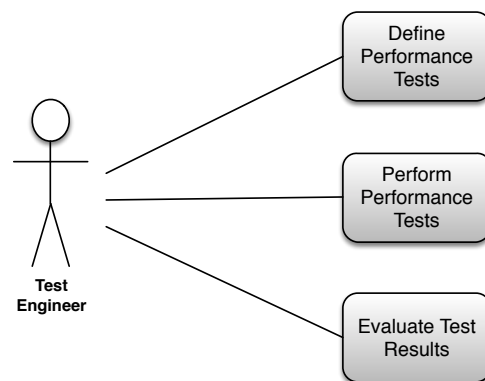 Define
Performance
Tests
Perform
Performance
Tests
Test
Engineer
Evaluate Test
Results